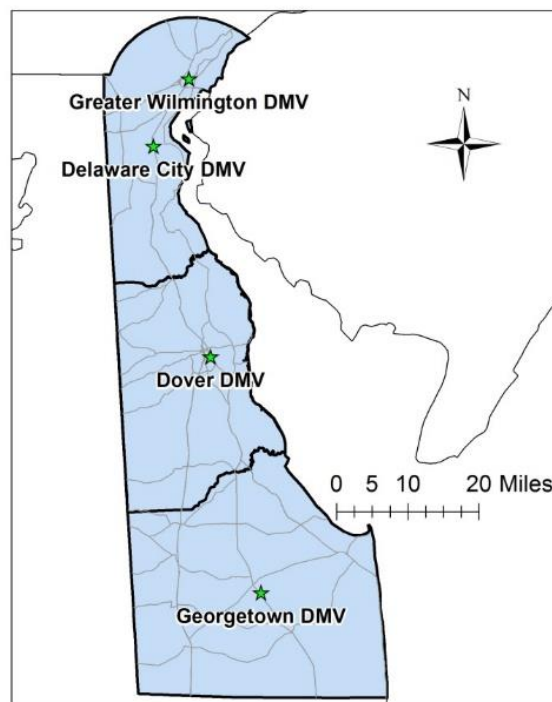 Greater Wilmington DMV
N
Delaware City DMV
Dover DMV
0 5 10 20 Miles
Georgetown DMV